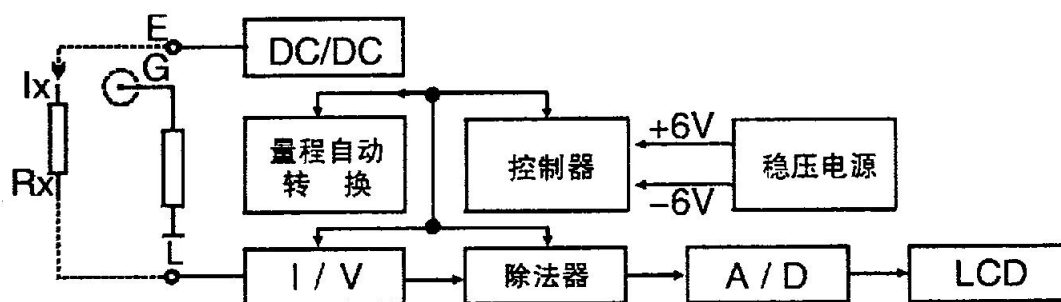 E
DC/DC
G
Ix
Rx
量程自动
转 换
控制器
+6V
-6V
稳压电源
L
I / V
除法器
A / D
LCD